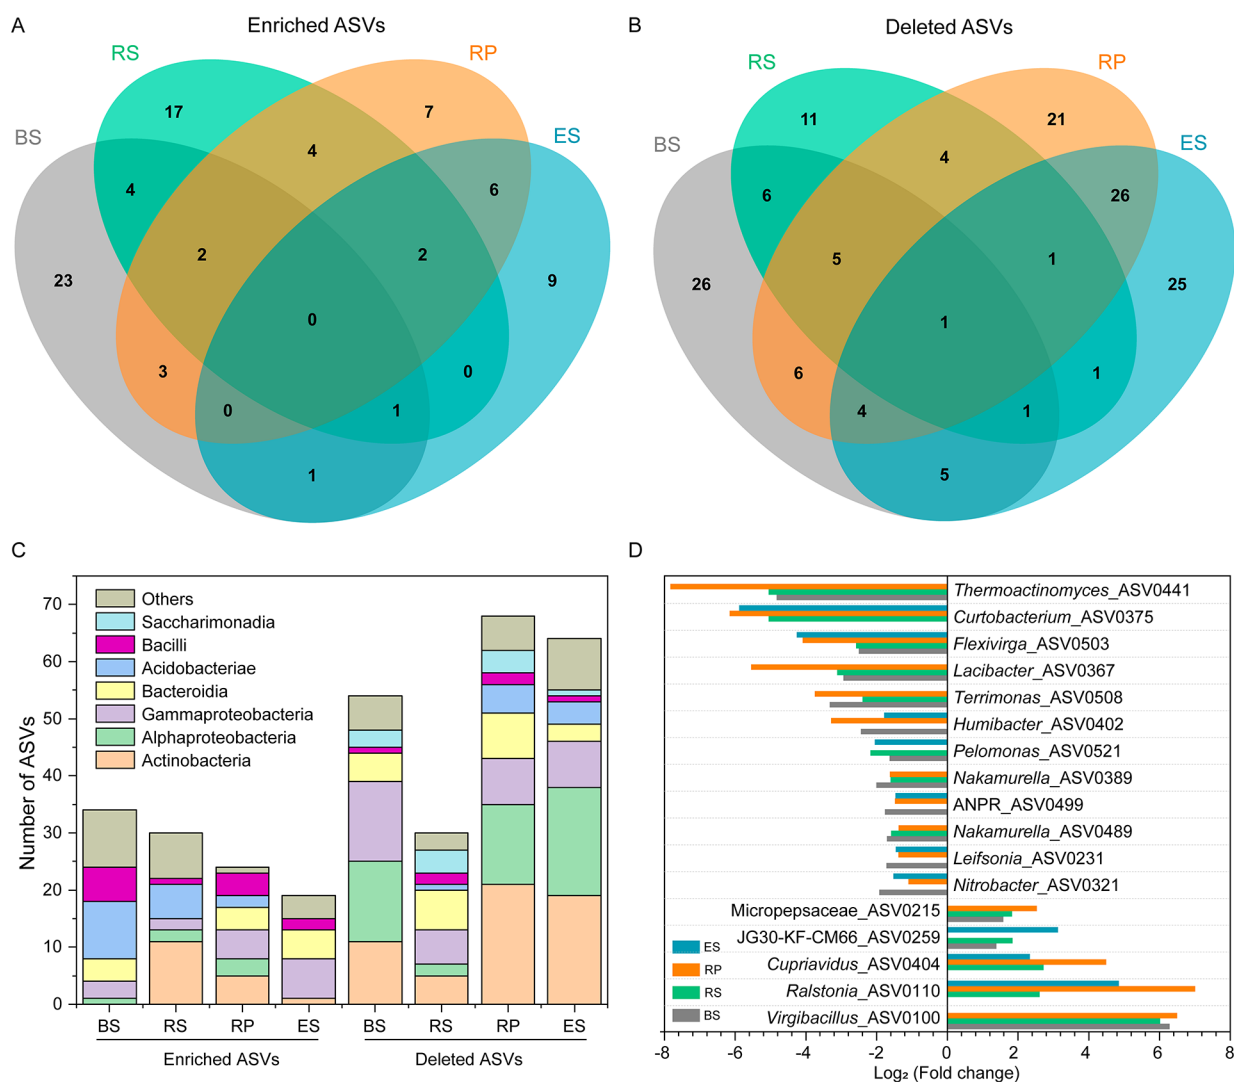 A
Enriched ASVs
RS
RP
BS
ES
17
7
4
4
6
2
2
23
9
0
3
0
0
1
1
B
Deleted ASVs
RS
RP
BS
ES
11
21
4
6
26
5
1
26
25
1
6
1
4
1
5
C
Number of ASVs
70
60
50
40
30
20
10
0
Others
Saccharimonadia
Bacilli
Acidobacteriae
Bacteroidia
Gammaproteobacteria
Alphaproteobacteria
Actinobacteria
BS RS RP ES BS RS RP ES
Enriched ASVs Deleted ASVs
D
Thermoactinomyces_ASV0441
Curtobacterium_ASV0375
Flexivirga_ASV0503
Lacibacter_ASV0367
Terrimonas_ASV0508
Humibacter_ASV0402
Pelomonas_ASV0521
Nakamurella_ASV0389
ANPR_ASV0499
Nakamurella_ASV0489
Leifsonia_ASV0231
Nitrobacter_ASV0321
Micropepsaceae_ASV0215
JG30-KF-CM66_ASV0259
Cupriavidus_ASV0404
Ralstonia_ASV0110
Virgibacillus_ASV0100
ES
RP
RS
BS
-8 -6 -4 -2 0 2 4 6 8
Log₂ (Fold change)